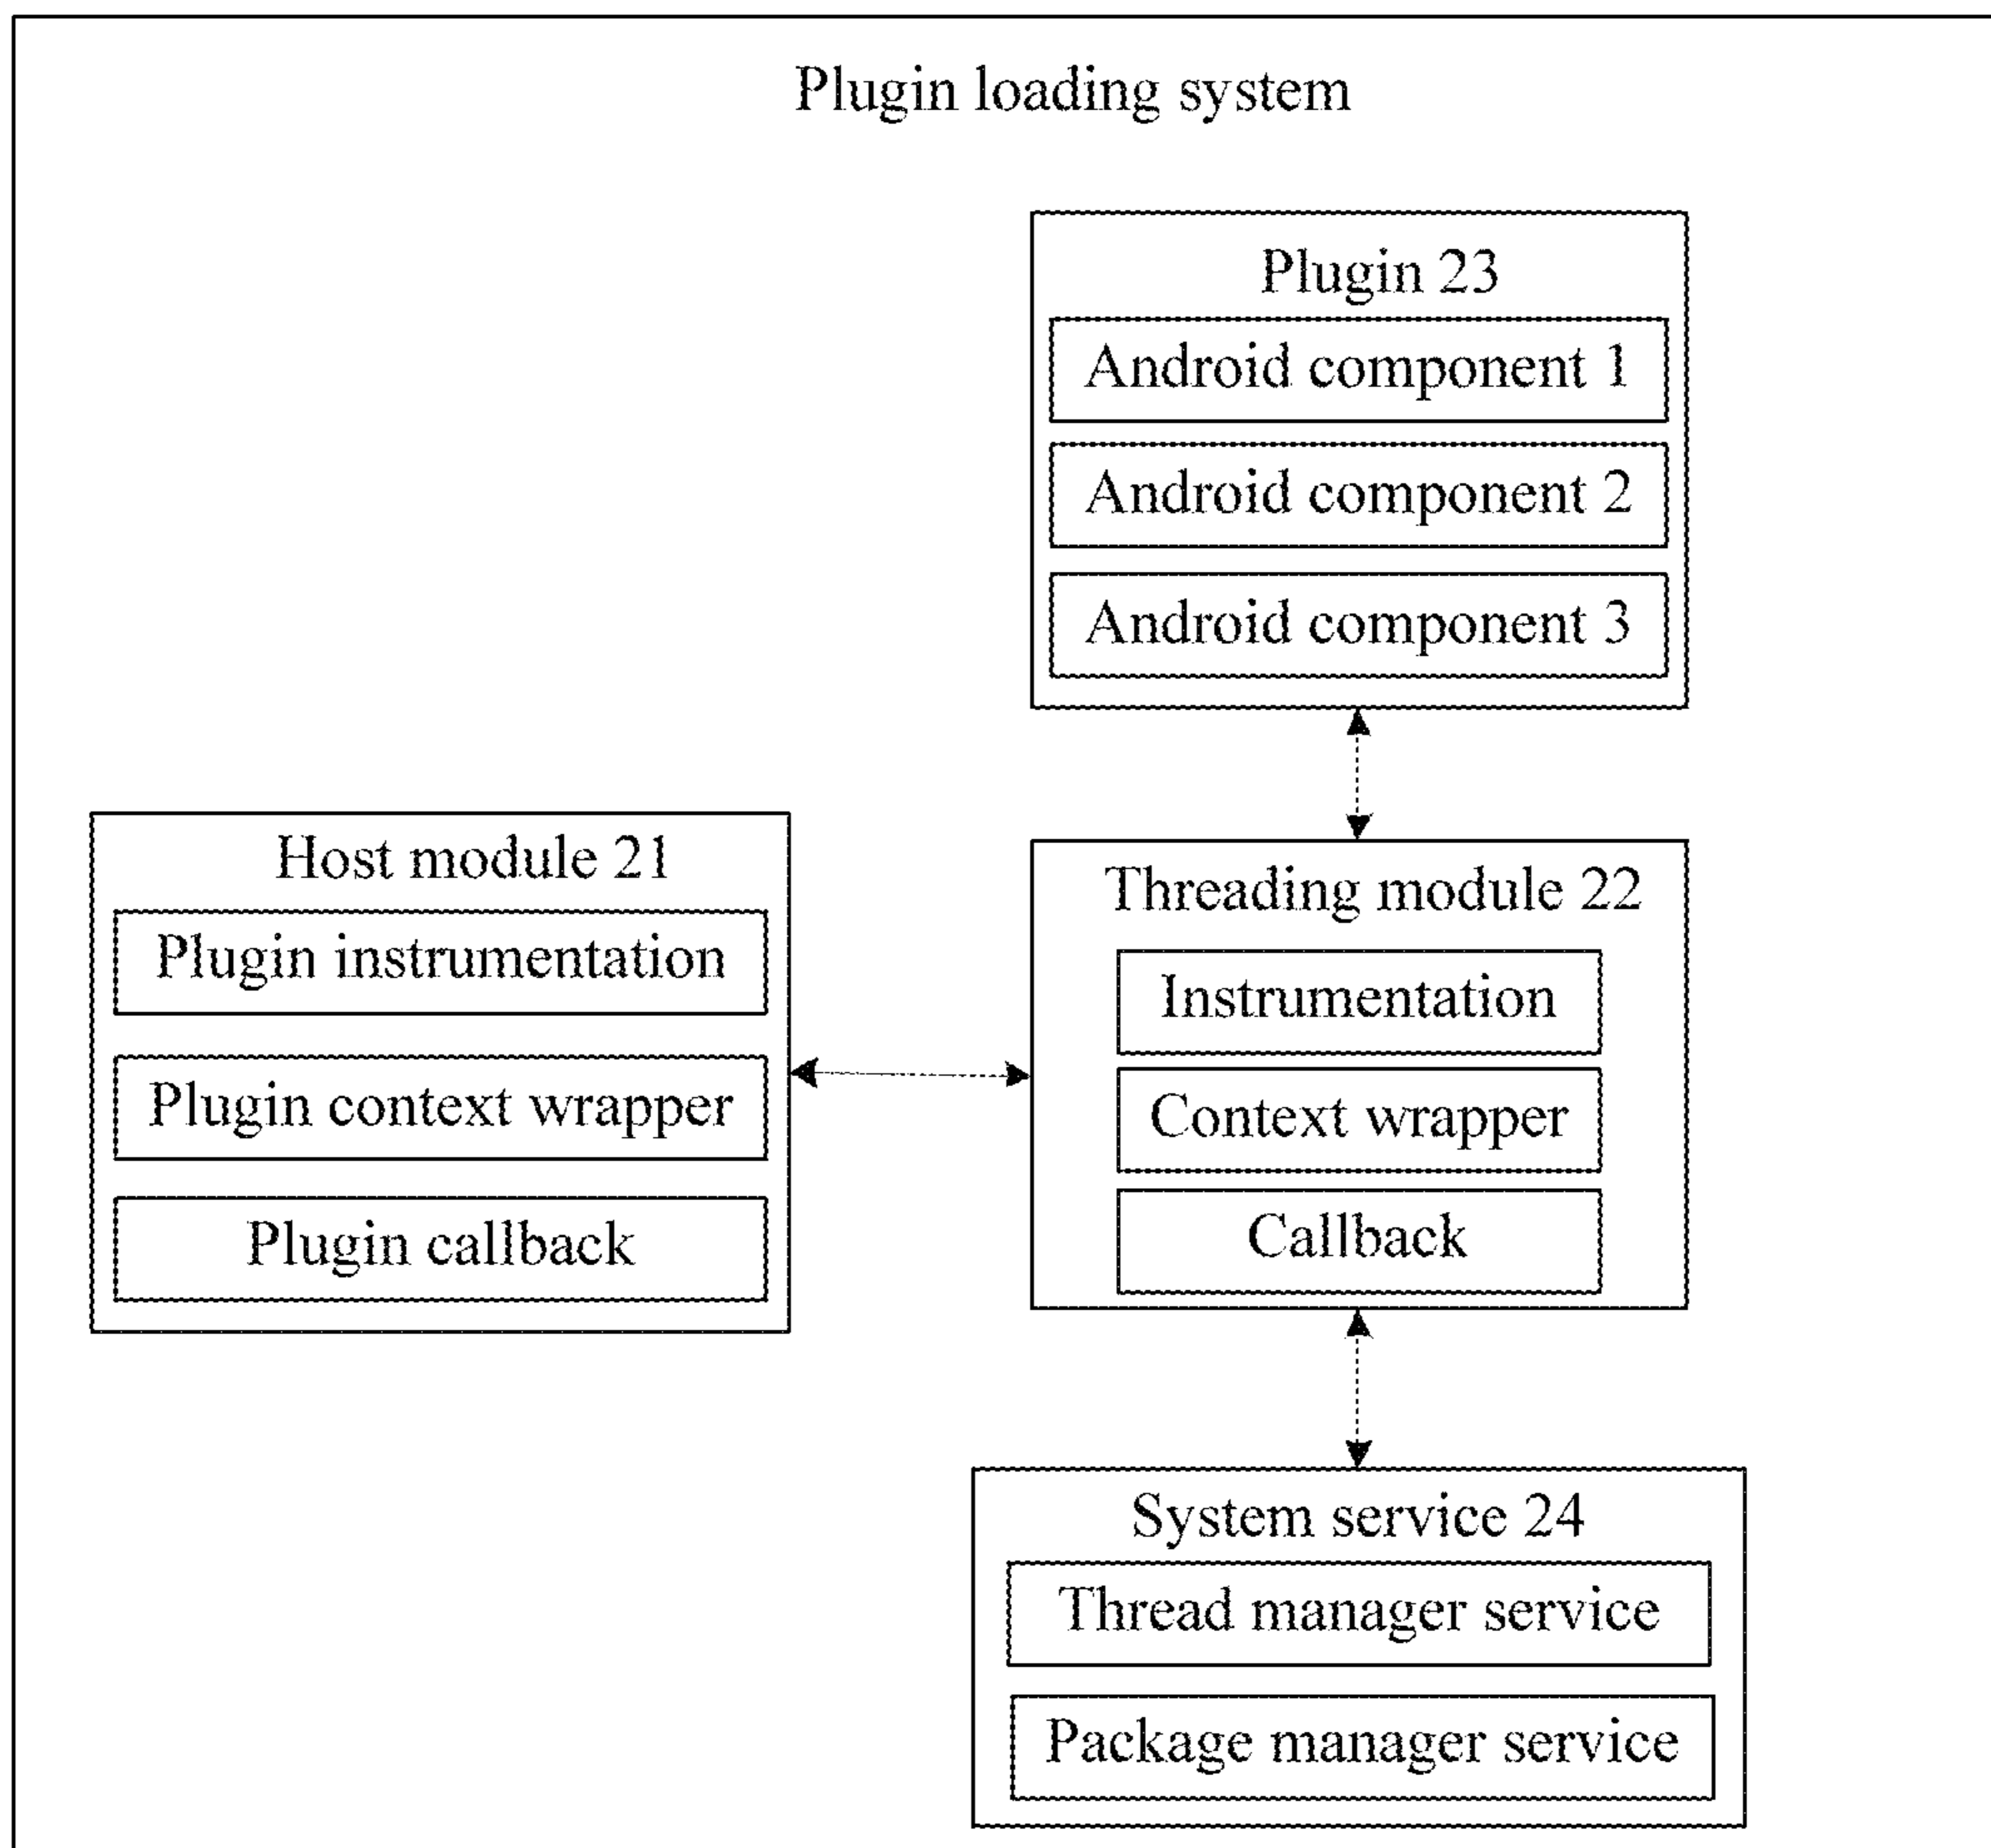 Plugin loading system
Plugin 23
Android component 1
Android component 2
Android component 3
Host module 21
Plugin instrumentation
Plugin context wrapper
Plugin callback
Threading module 22
Instrumentation
Context wrapper
Callback
System service 24
Thread manager service
Package manager service